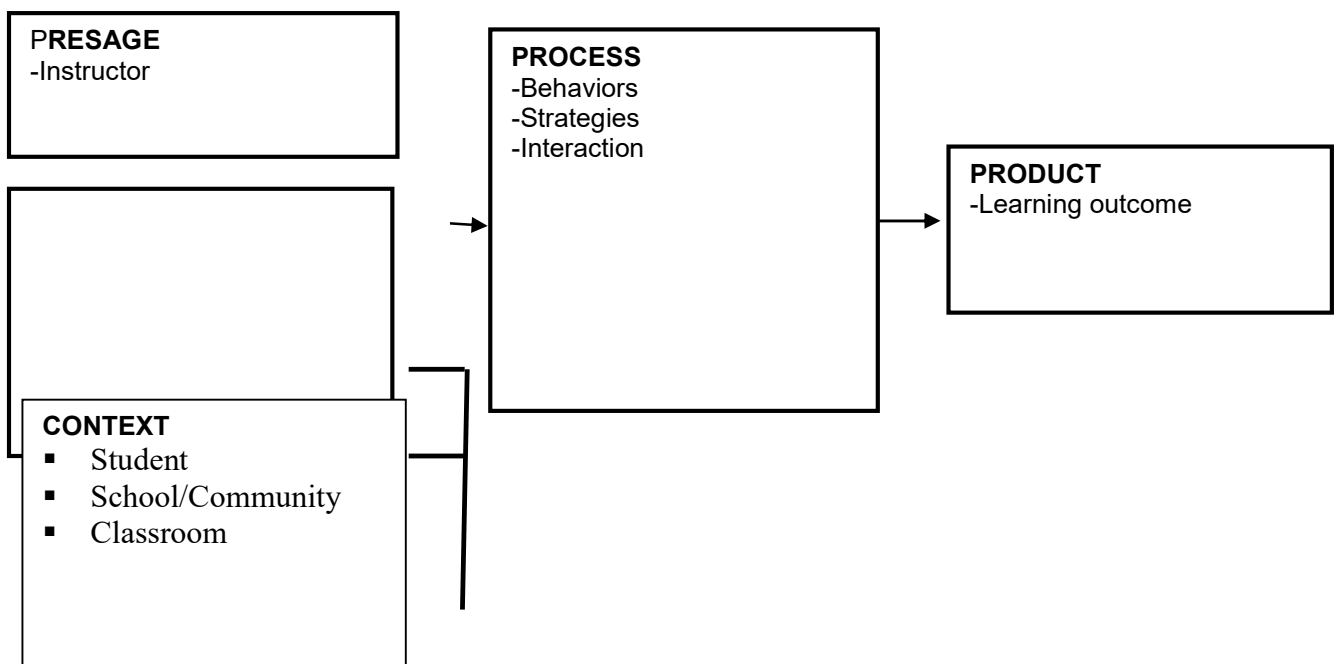 PRESAGE
-Instructor
PROCESS
-Behaviors
-Strategies
-Interaction
PRODUCT
-Learning outcome
CONTEXT
▪ Student
▪ School/Community
▪ Classroom